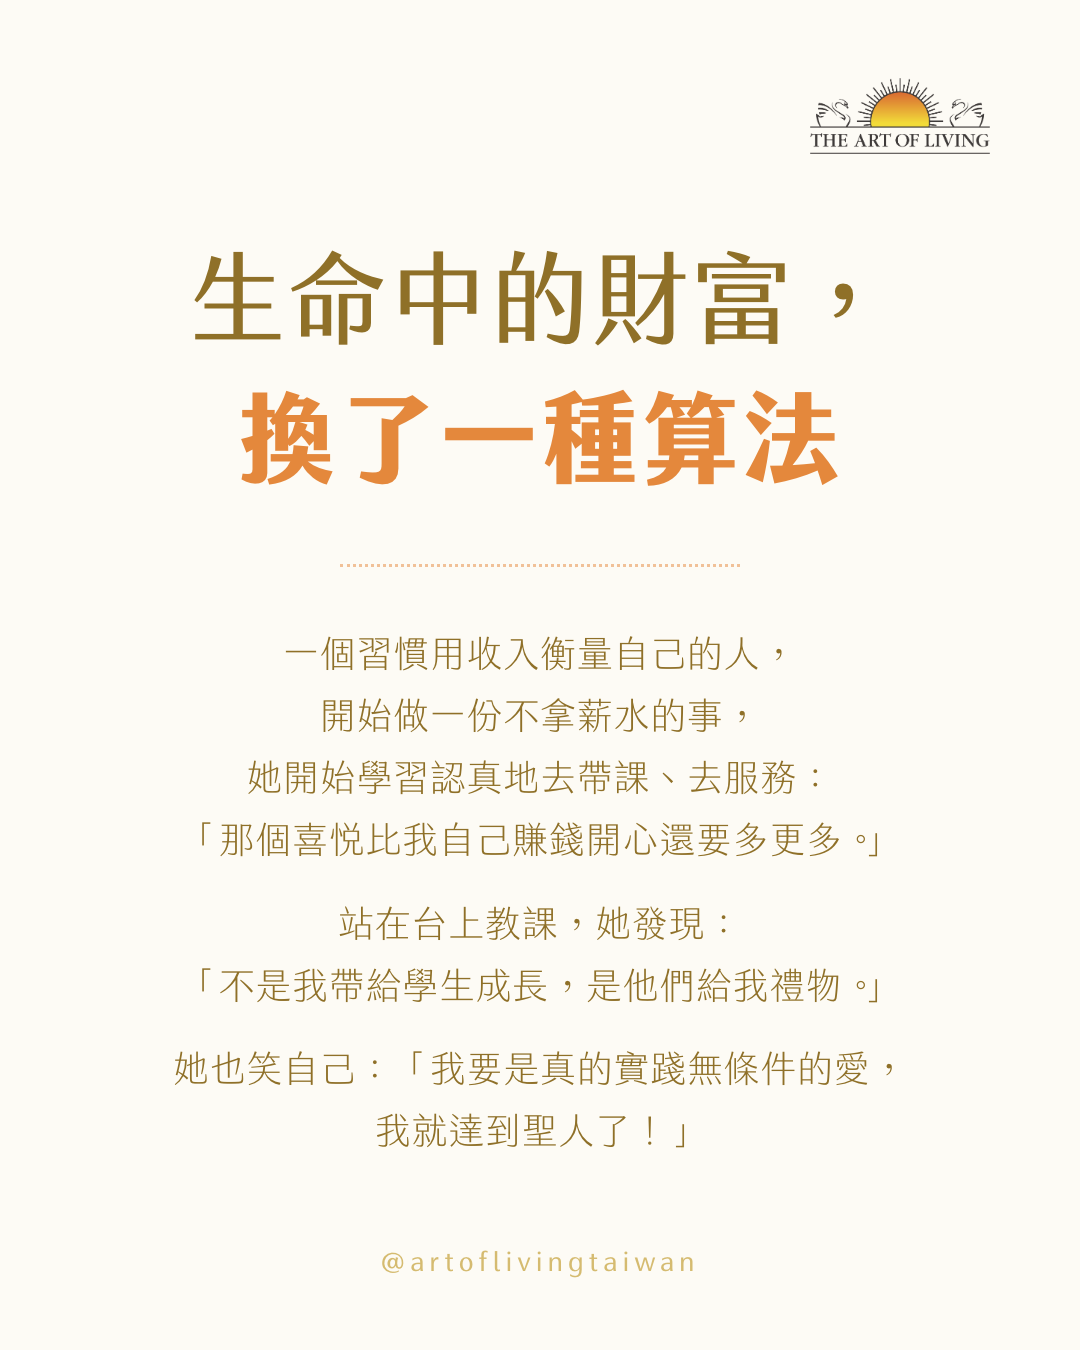 THE ART OF LIVING
生命中的財富，
換了一種算法
一個習慣用收入衡量自己的人，
開始做一份不拿薪水的事，
她開始學習認真地去帶課、去服務：
「那個喜悦比我自己賺錢開心還要多更多。」
站在台上教課，她發現：
「不是我帶給學生成長，是他們給我禮物。」
她也笑自己：「我要是真的實踐無條件的愛，
我就達到聖人了！」
@artoflivingtaiwan